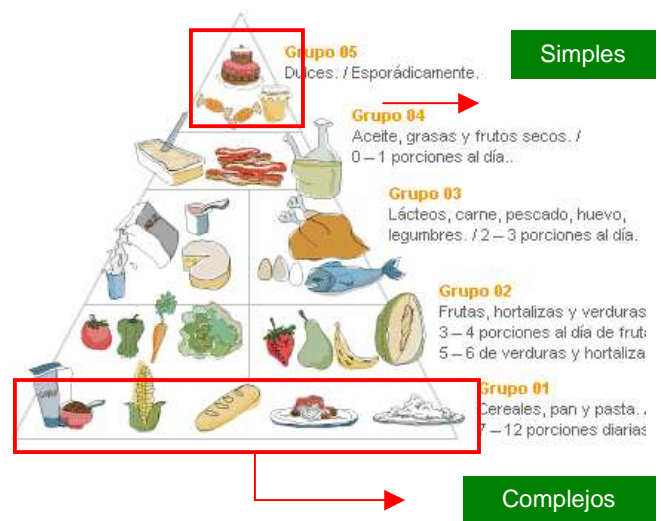 Simples
Grupo 05
Dulces. / Esporádicamente.
Grupo 04
Aceite, grasas y frutos secos. /
0 – 1 porciones al día..
Grupo 03
Lácteos, carne, pescado, huevo,
legumbres. / 2 – 3 porciones al día.
Grupo 02
Frutas, hortalizas y verduras
3 – 4 porciones al día de
5 – 6 de verduras y
Grupo 01
Cereales, pan y pasta.
7 – 12 porciones diarias
Complejos